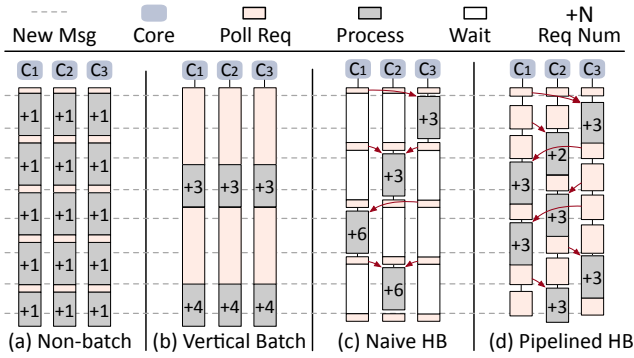 +N
New Msg Core Poll Req Process Wait Req Num
C1 C2 C3 C1 C2 C3 C1 C2 C3 C1 C2 C3
+1 +1 +1
+1 +1 +1
+1 +1 +1
+1 +1 +1
+1 +1 +1
+3 +3 +3
+4 +4 +4
+3
+3
+6
+6
+3
+2
+3
+3
+3
+3
+3
(a) Non-batch (b) Vertical Batch (c) Naive HB (d) Pipelined HB